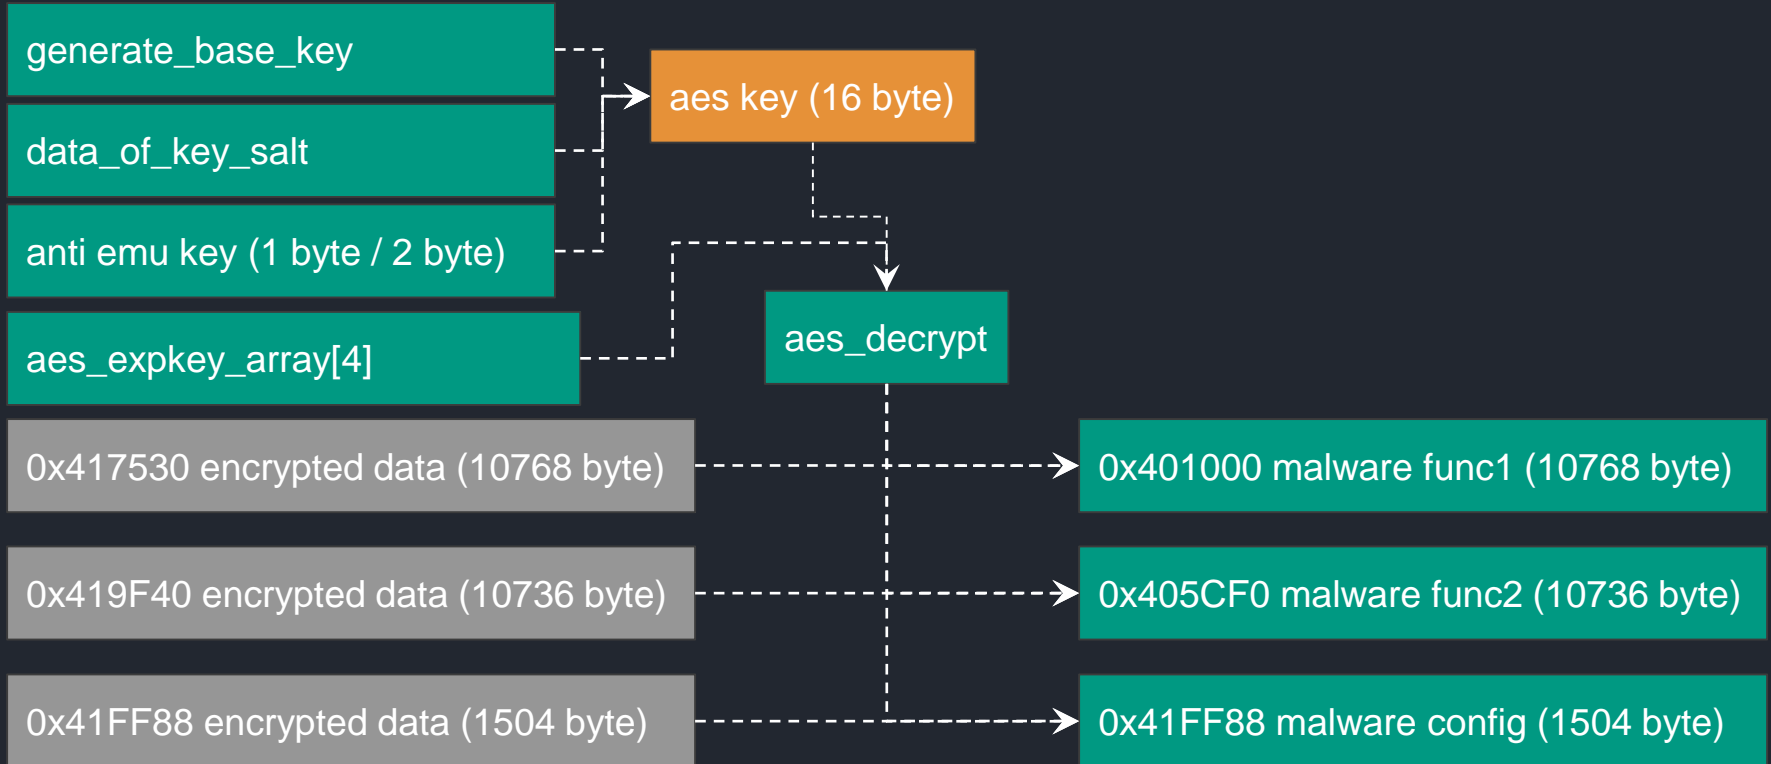 generate_base_key
data_of_key_salt
anti emu key (1 byte / 2 byte)
aes_expkey_array[4]
aes key (16 byte)
aes_decrypt
0x417530 encrypted data (10768 byte)
0x401000 malware func1 (10768 byte)
0x419F40 encrypted data (10736 byte)
0x405CF0 malware func2 (10736 byte)
0x41FF88 encrypted data (1504 byte)
0x41FF88 malware config (1504 byte)